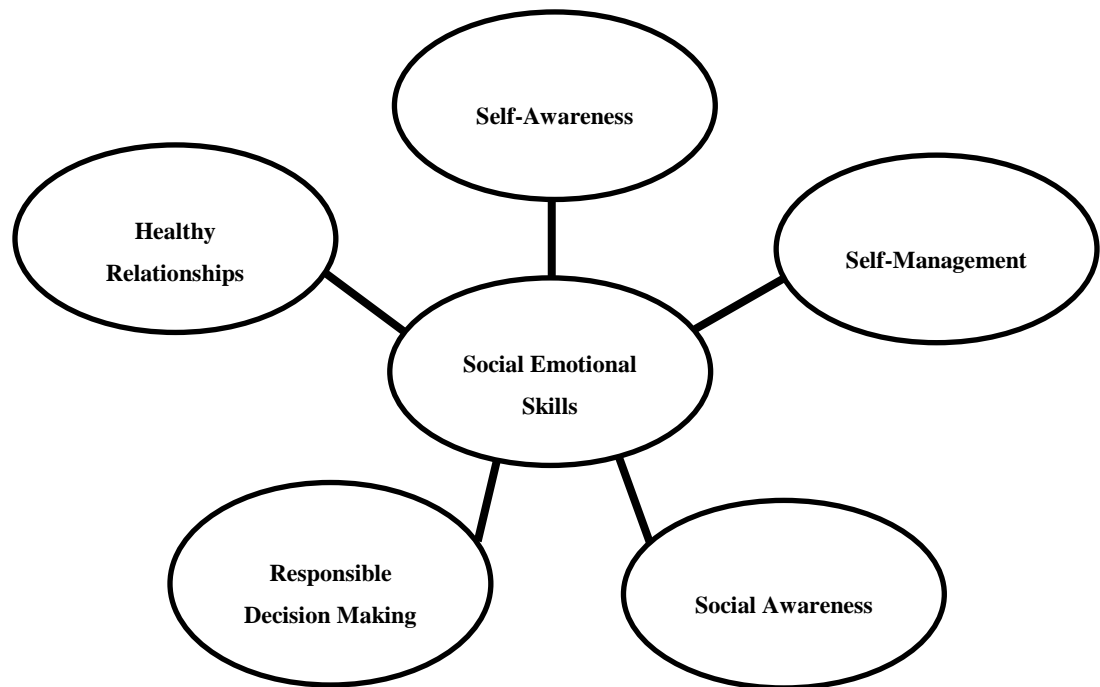 Self-Awareness
Healthy
Relationships
Self-Management
Social Emotional
Skills
Responsible
Decision Making
Social Awareness